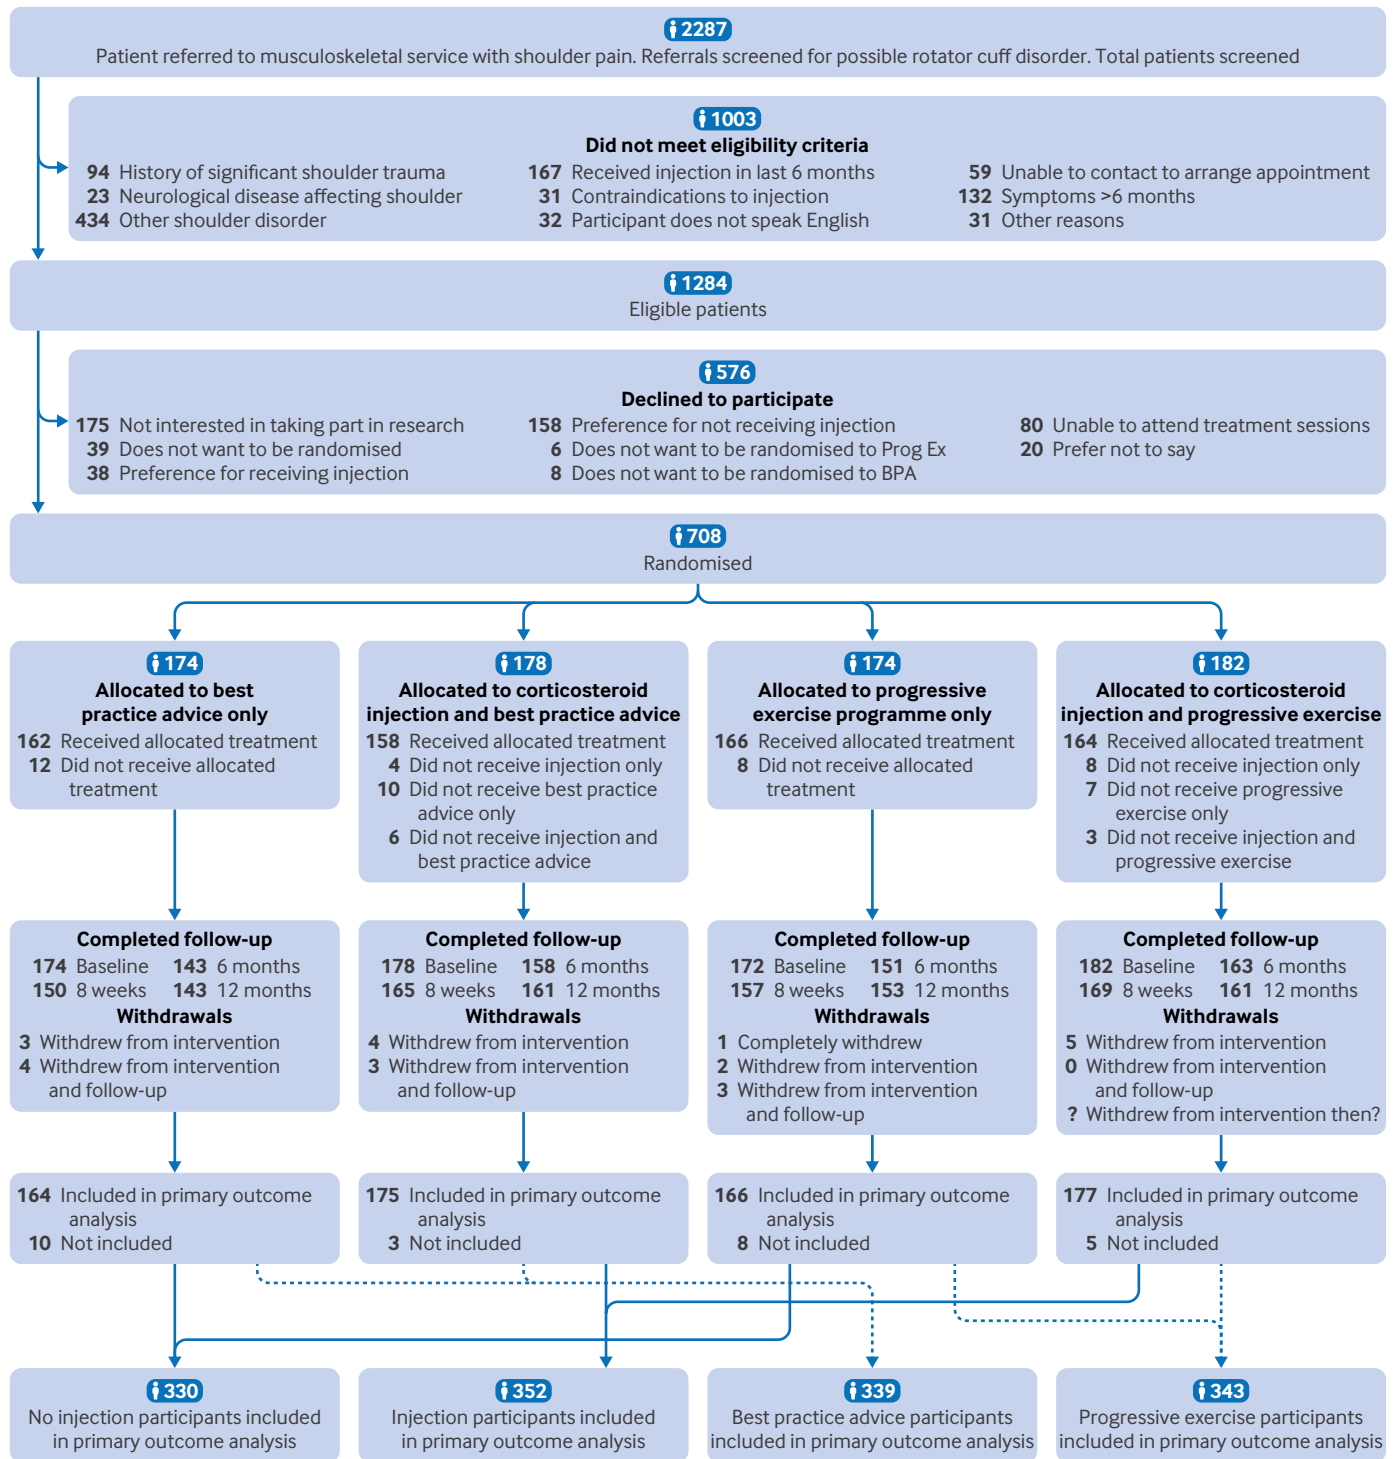 2287
Patient referred to musculoskeletal service with shoulder pain. Referrals screened for possible rotator cuff disorder. Total patients screened
1003
Did not meet eligibility criteria
94 History of significant shoulder trauma
23 Neurological disease affecting shoulder
434 Other shoulder disorder
167 Received injection in last 6 months
31 Contraindications to injection
32 Participant does not speak English
59 Unable to contact to arrange appointment
132 Symptoms >6 months
31 Other reasons
1284
Eligible patients
576
Declined to participate
175 Not interested in taking part in research
39 Does not want to be randomised
38 Preference for receiving injection
158 Preference for not receiving injection
6 Does not want to be randomised to Prog Ex
8 Does not want to be randomised to BPA
80 Unable to attend treatment sessions
20 Prefer not to say
708
Randomised
174
Allocated to best
practice advice only
162 Received allocated treatment
12 Did not receive allocated
treatment
178
Allocated to corticosteroid
injection and best practice advice
158 Received allocated treatment
4 Did not receive injection only
10 Did not receive best practice
advice only
6 Did not receive injection and
best practice advice
174
Allocated to progressive
exercise programme only
166 Received allocated treatment
8 Did not receive allocated
treatment
182
Allocated to corticosteroid
injection and progressive exercise
164 Received allocated treatment
8 Did not receive injection only
7 Did not receive progressive
exercise only
3 Did not receive injection and
progressive exercise
Completed follow-up
174 Baseline 143 6 months
150 8 weeks 143 12 months
Withdrawals
3 Withdrew from intervention
4 Withdrew from intervention
and follow-up
Completed follow-up
178 Baseline 158 6 months
165 8 weeks 161 12 months
Withdrawals
4 Withdrew from intervention
3 Withdrew from intervention
and follow-up
Completed follow-up
172 Baseline 151 6 months
157 8 weeks 153 12 months
Withdrawals
1 Completely withdrew
2 Withdrew from intervention
3 Withdrew from intervention
and follow-up
Completed follow-up
182 Baseline 163 6 months
169 8 weeks 161 12 months
Withdrawals
5 Withdrew from intervention
0 Withdrew from intervention
and follow-up
? Withdrew from intervention then?
164 Included in primary outcome
analysis
10 Not included
175 Included in primary outcome
analysis
3 Not included
166 Included in primary outcome
analysis
8 Not included
177 Included in primary outcome
analysis
5 Not included
330
No injection participants included
in primary outcome analysis
352
Injection participants included
in primary outcome analysis
339
Best practice advice participants
included in primary outcome analysis
343
Progressive exercise participants
included in primary outcome analysis